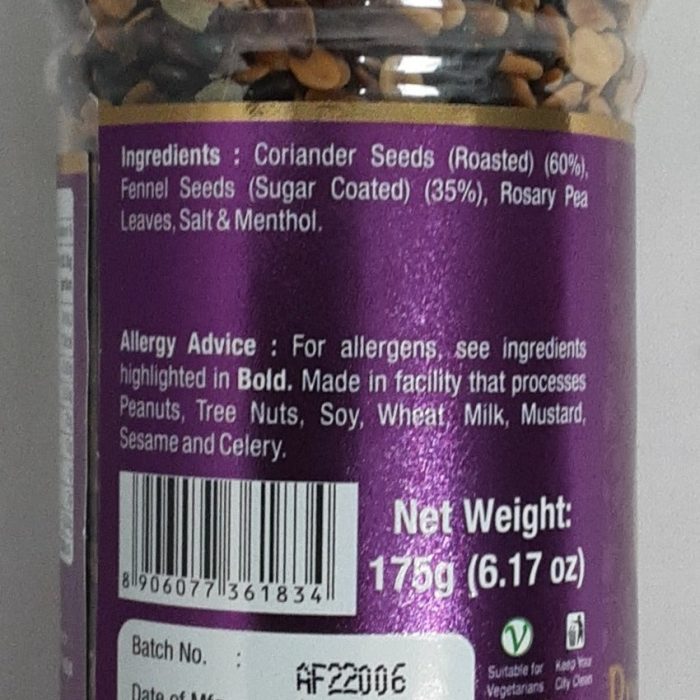 Ingredients : Coriander Seeds (Roasted) (60%),
Fennel Seeds (Sugar Coated) (35%), Rosary Pea
Leaves, Salt & Menthol.
Allergy Advice : For allergens, see ingredients
highlighted in Bold. Made in facility that processes
Peanuts, Tree Nuts, Soy, Wheat, Milk, Mustard,
Sesame and Celery.
Net Weight:
175g (6.17 oz)
8 906077 361834
Suitable for
Vegetarians
Keep Your
City Clean
Batch No. : AF22006
Date of